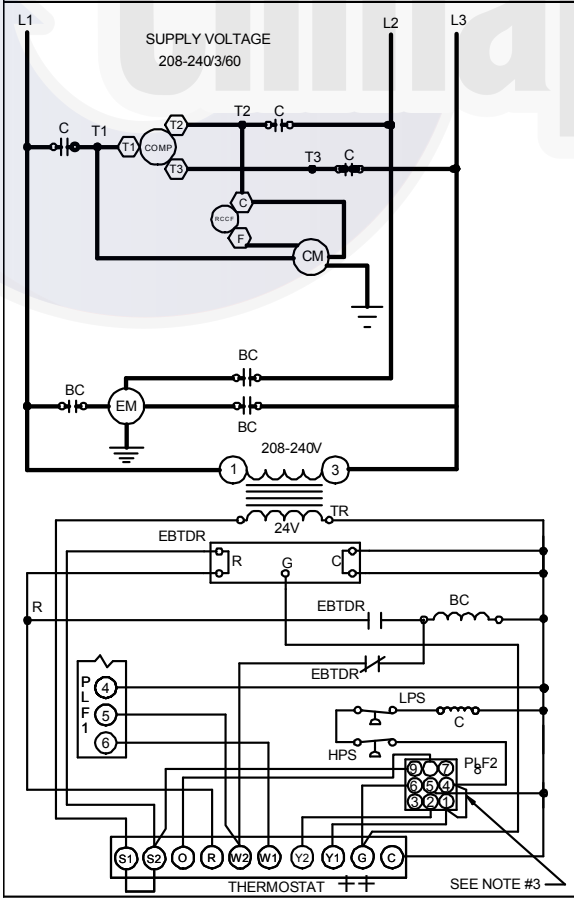 L1 L2 L3
SUPPLY VOLTAGE
208-240/3/60
C T1 T1 COMP T2 T2 C
T3 T3 C
C
RCCF
F CM
BC
BC EM
BC
208-240V
1 3
TR
24V
EBTDR
R G C
R EBTDR BC
EBTDR
PLF1
4
5
6
LPS
C
HPS
9 8 7 PLF2
6 5 4
3 2 1
S1 S2 O R W2 W1 Y2 Y1 G C
THERMOSTAT ++
SEE NOTE #3